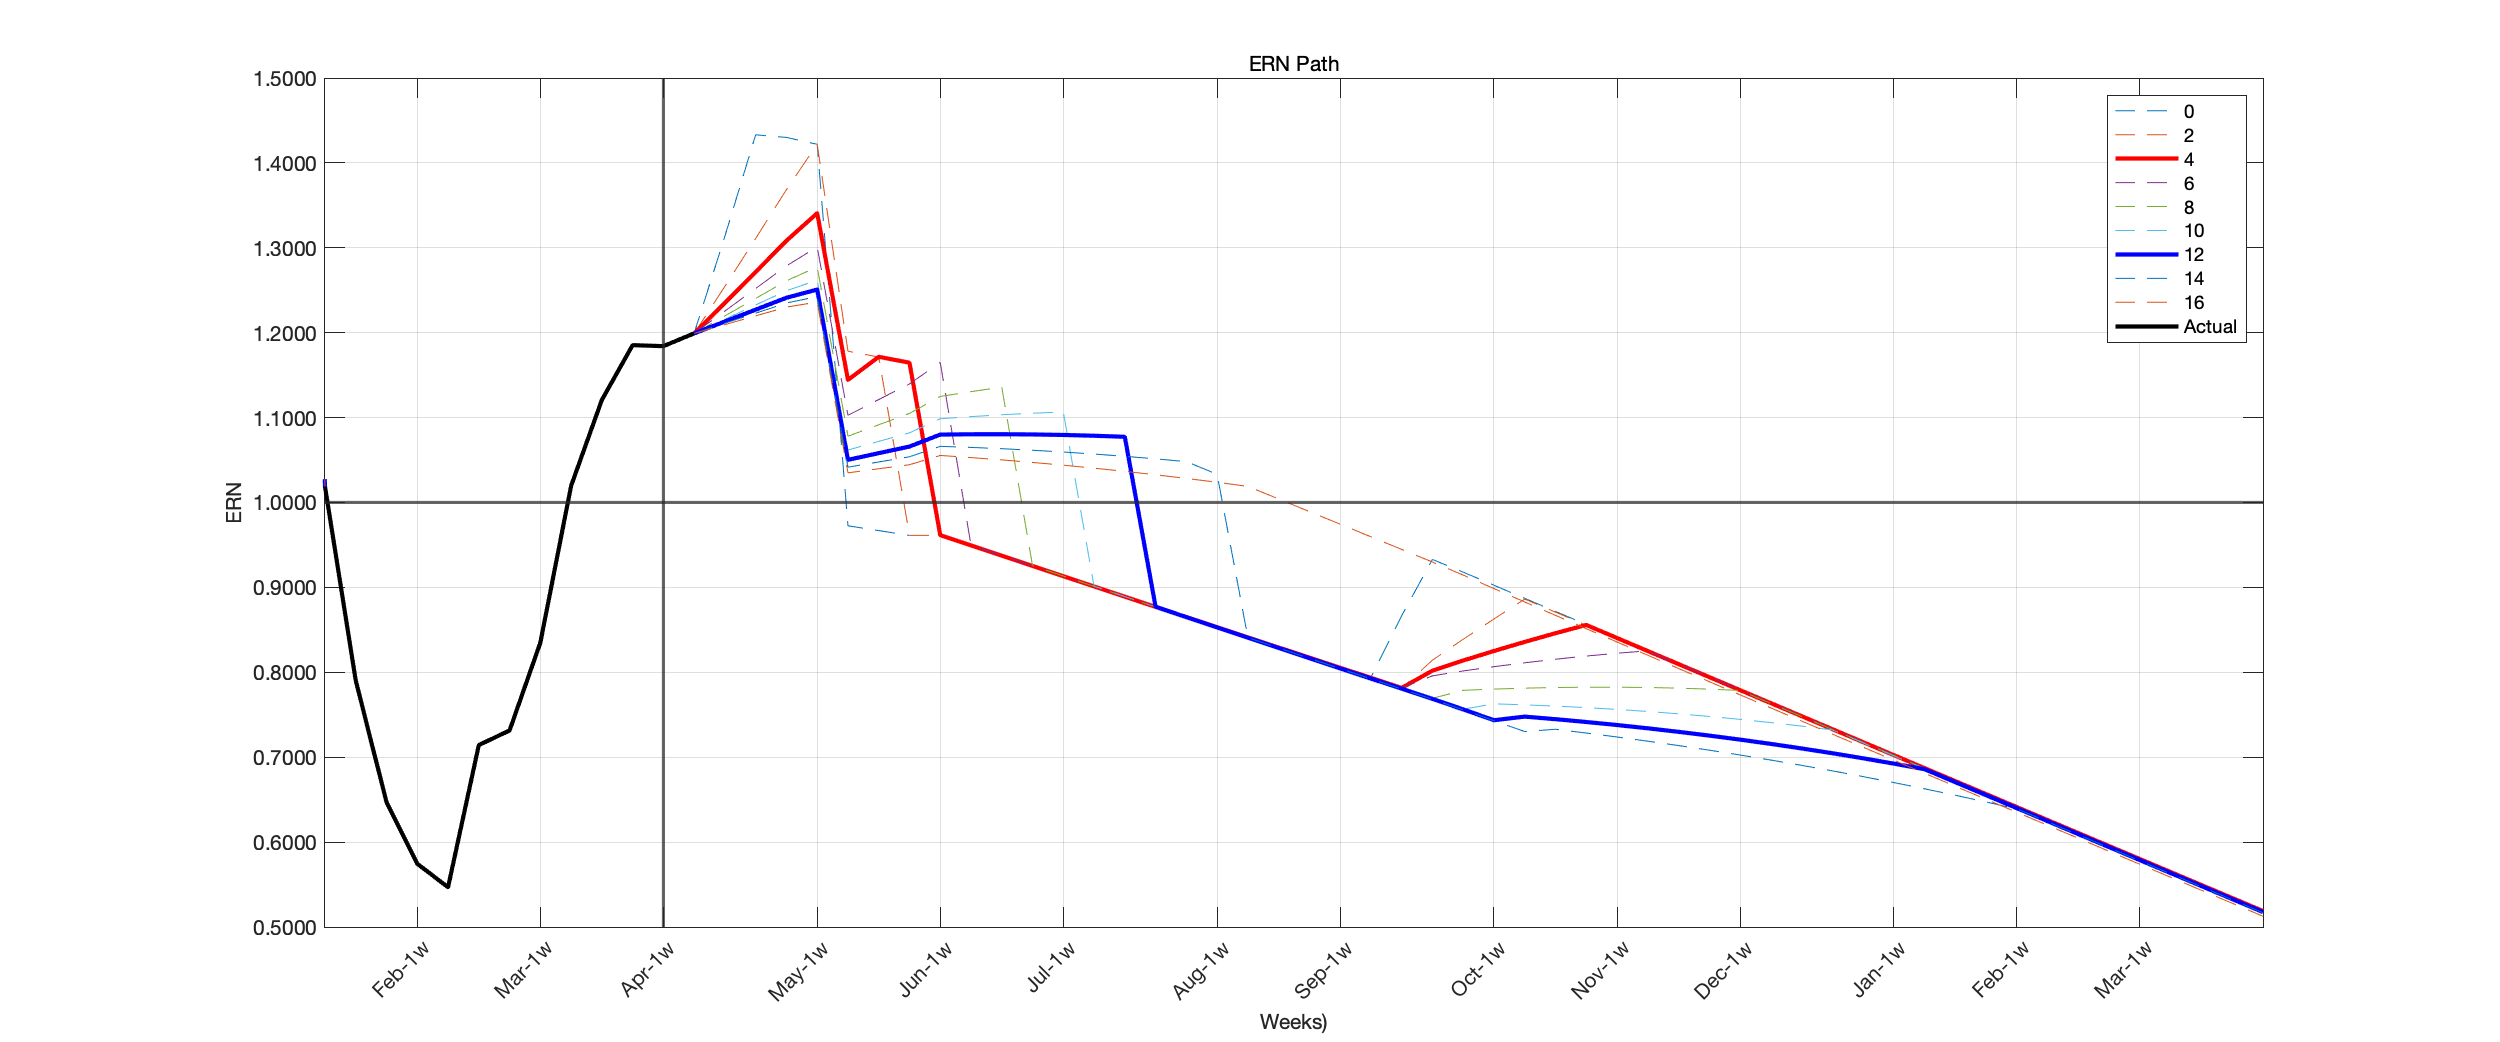 ERN Path
1.5000
1.4000
1.3000
1.2000
1.1000
1.0000
0.9000
0.8000
0.7000
0.6000
0.5000
ERN
0
2
4
6
8
10
12
14
16
Actual
Feb-1w
Mar-1w
Apr-1w
May-1w
Jun-1w
Jul-1w
Aug-1w
Sep-1w
Oct-1w
Nov-1w
Dec-1w
Jan-1w
Feb-1w
Mar-1w
Weeks)